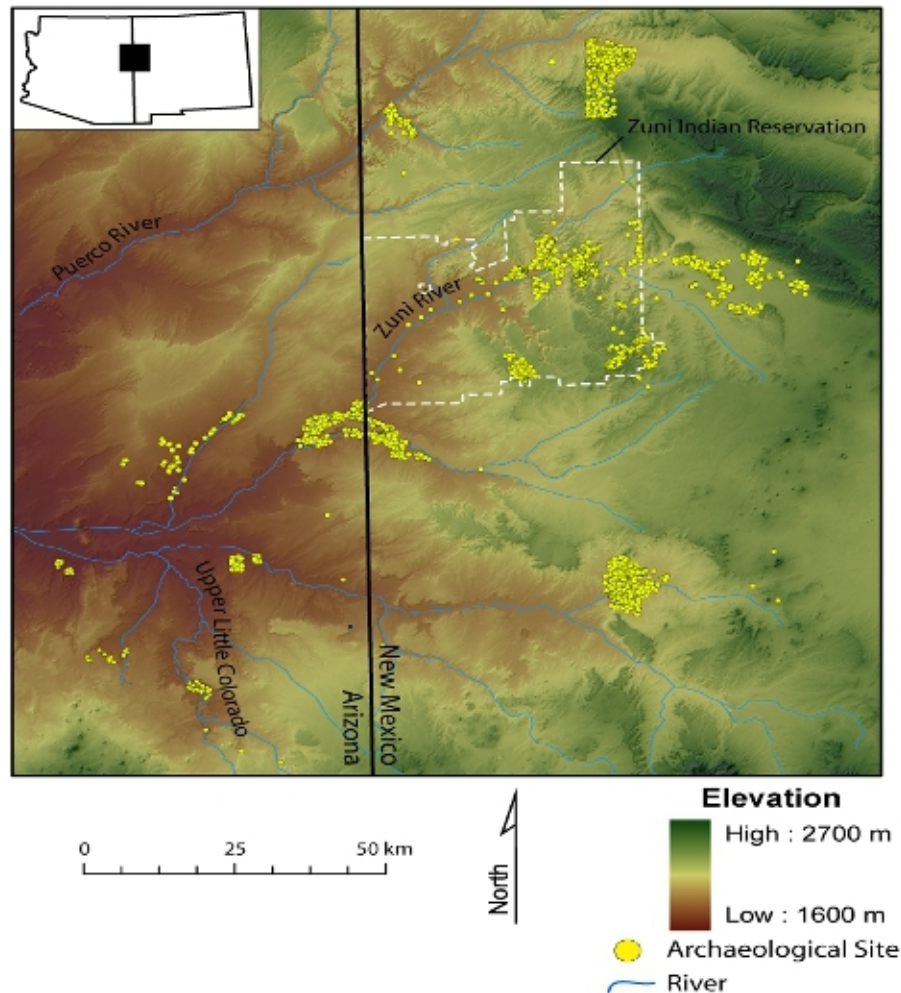 Zuni Indian Reservation
Puerco River
Zuni River
Upper Little Colorado
Arizona
New Mexico
0 25 50 km
North
Elevation
High : 2700 m
Low : 1600 m
Archaeological Site
River